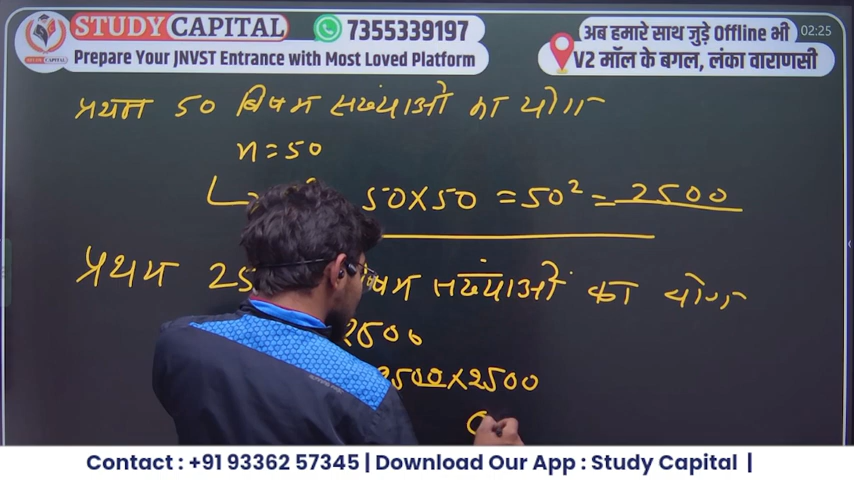 STUDY CAPITAL
7355339197
Prepare Your JNVST Entrance with Most Loved Platform
अब हमारे साथ जुड़े Offline भी
V2 मॉल के बगल, लंका वाराणसी
02:25
प्रथम 50 विषम संख्याओं का योग
n = 50
50×50 = 50² = 2500
प्रथम 25 संख्याओं का योग
2500
2500×2500
Contact : +91 93362 57345 | Download Our App : Study Capital |